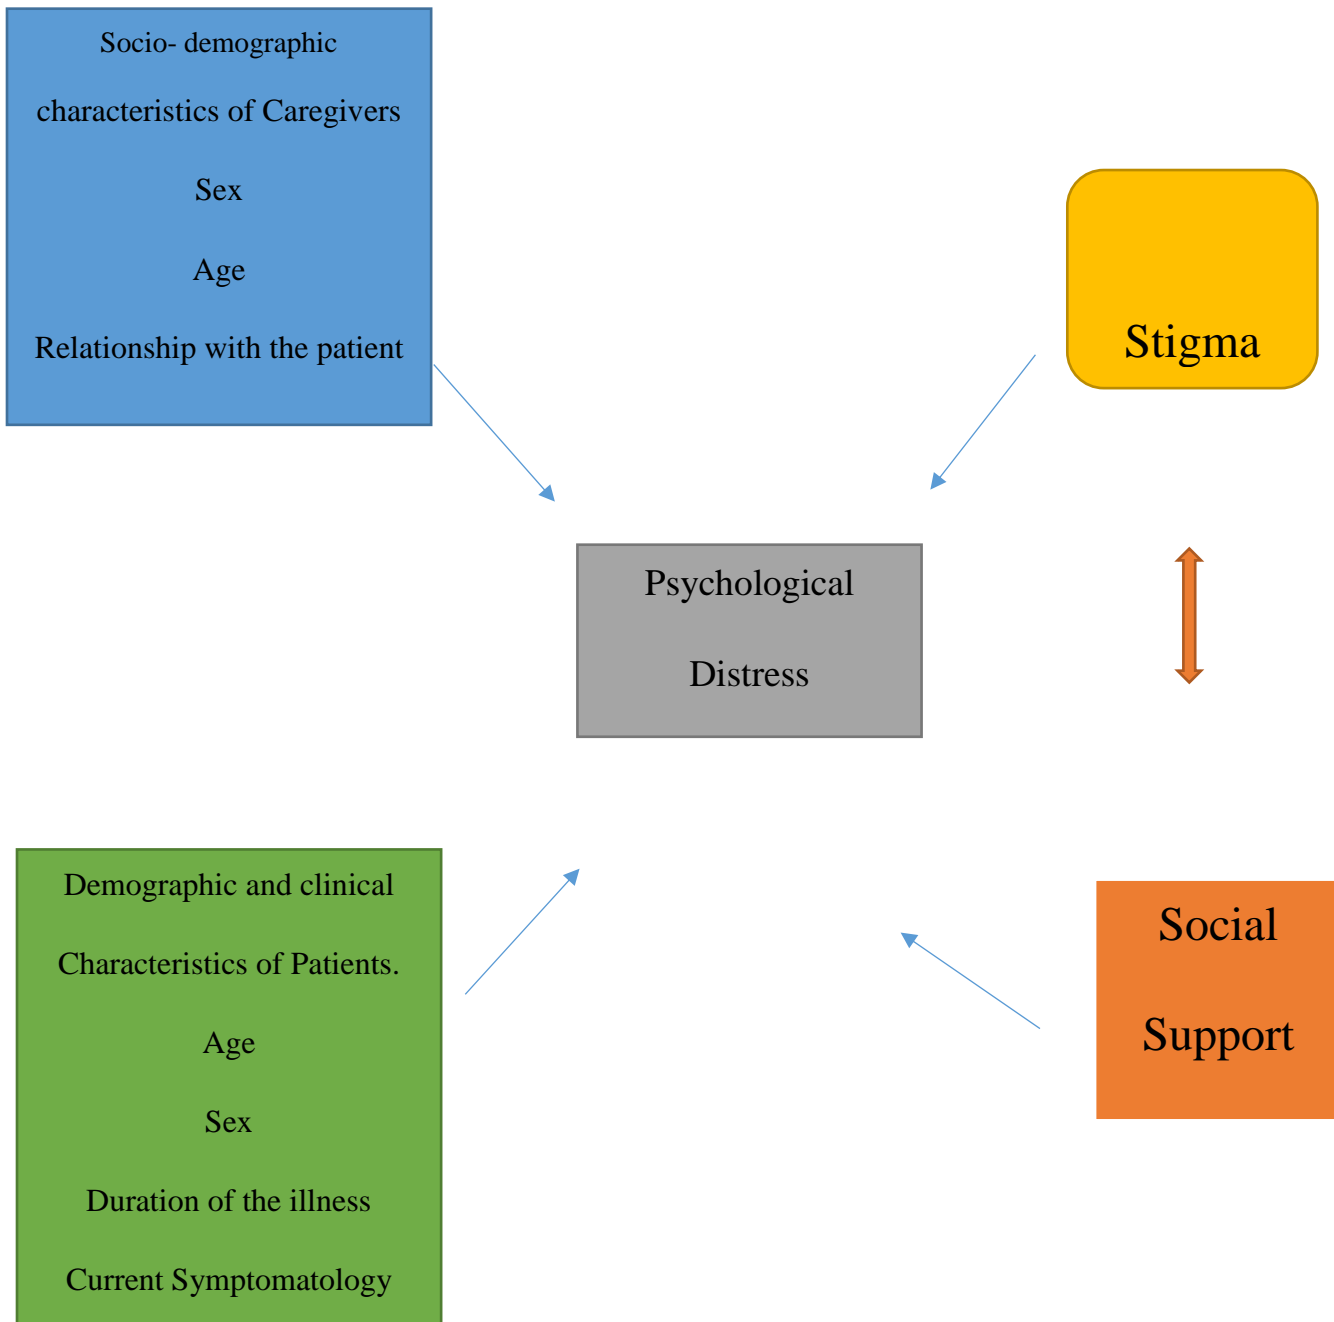 Socio- demographic
characteristics of Caregivers
Sex
Age
Relationship with the patient
Stigma
Psychological
Distress
Demographic and clinical
Characteristics of Patients.
Age
Sex
Duration of the illness
Current Symptomatology
Social
Support